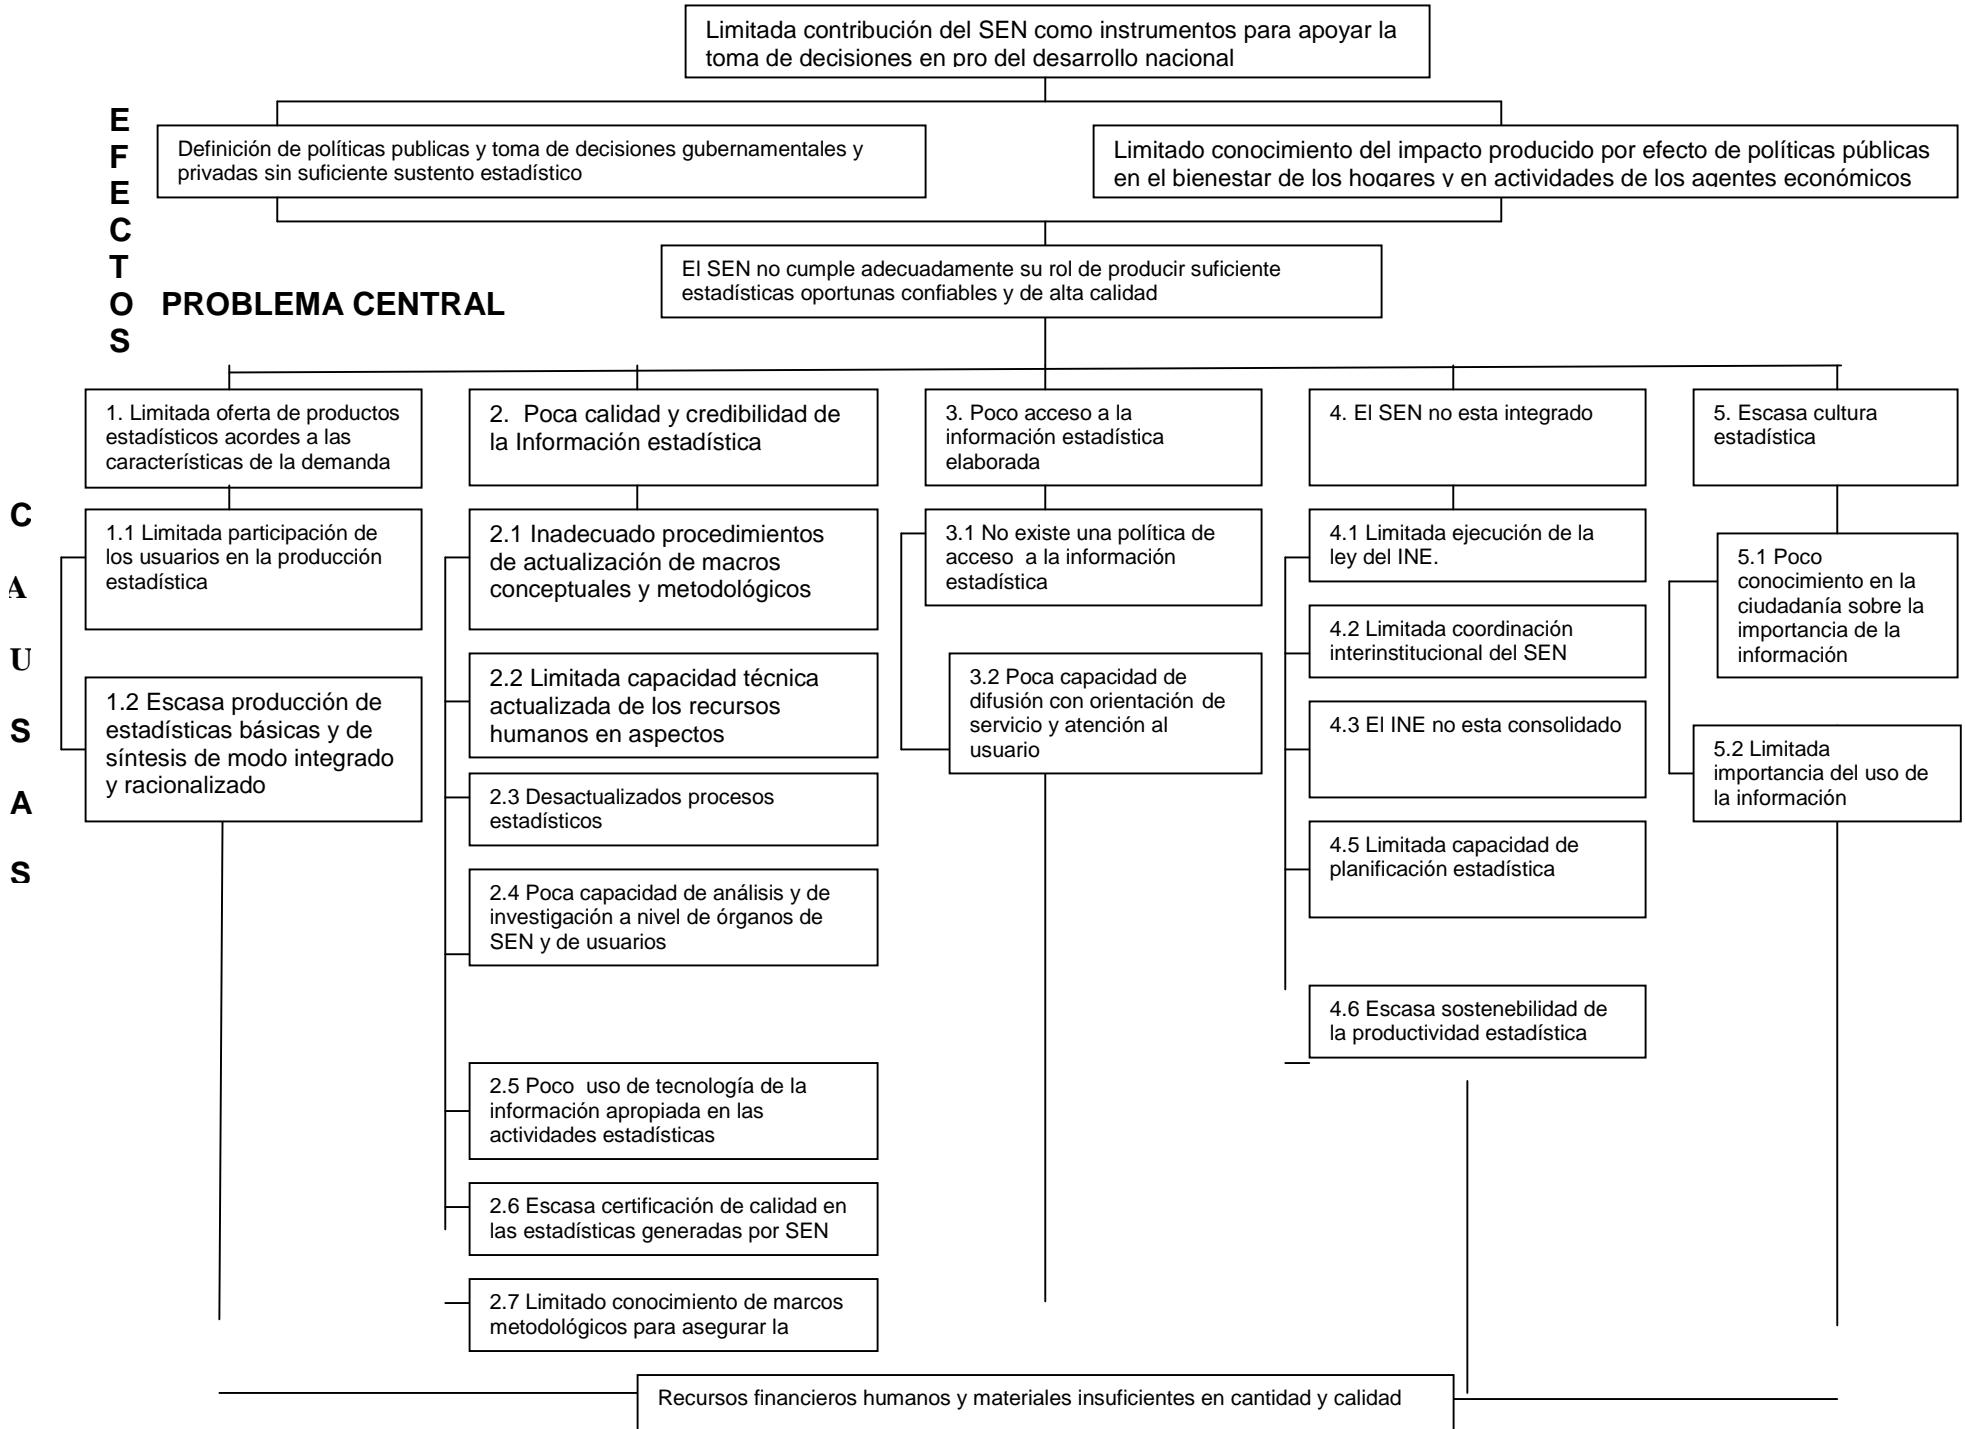 Limitada contribución del SEN como instrumentos para apoyar la
toma de decisiones en pro del desarrollo nacional
E
F
E
C
T
O
S
Definición de políticas publicas y toma de decisiones gubernamentales y
privadas sin suficiente sustento estadístico
Limitado conocimiento del impacto producido por efecto de políticas públicas
en el bienestar de los hogares y en actividades de los agentes económicos
El SEN no cumple adecuadamente su rol de producir suficiente
estadísticas oportunas confiables y de alta calidad
PROBLEMA CENTRAL
C
A
U
S
A
S
1. Limitada oferta de productos
estadísticos acordes a las
características de la demanda
1.1 Limitada participación de
los usuarios en la producción
estadística
1.2 Escasa producción de
estadísticas básicas y de
síntesis de modo integrado
y racionalizado
2. Poca calidad y credibilidad de
la Información estadística
2.1 Inadecuado procedimientos
de actualización de macros
conceptuales y metodológicos
2.2 Limitada capacidad técnica
actualizada de los recursos
humanos en aspectos
2.3 Desactualizados procesos
estadísticos
2.4 Poca capacidad de análisis y de
investigación a nivel de órganos de
SEN y de usuarios
2.5 Poco uso de tecnología de la
información apropiada en las
actividades estadísticas
2.6 Escasa certificación de calidad en
las estadísticas generadas por SEN
2.7 Limitado conocimiento de marcos
metodológicos para asegurar la
3. Poco acceso a la
información estadística
elaborada
3.1 No existe una política de
acceso a la información
estadística
3.2 Poca capacidad de
difusión con orientación de
servicio y atención al
usuario
4. El SEN no esta integrado
4.1 Limitada ejecución de la
ley del INE.
4.2 Limitada coordinación
interinstitucional del SEN
4.3 El INE no esta consolidado
4.5 Limitada capacidad de
planificación estadística
4.6 Escasa sostenebilidad de
la productividad estadística
5. Escasa cultura
estadística
5.1 Poco
conocimiento en la
ciudadanía sobre la
importancia de la
información
5.2 Limitada
importancia del uso de
la información
Recursos financieros humanos y materiales insuficientes en cantidad y calidad